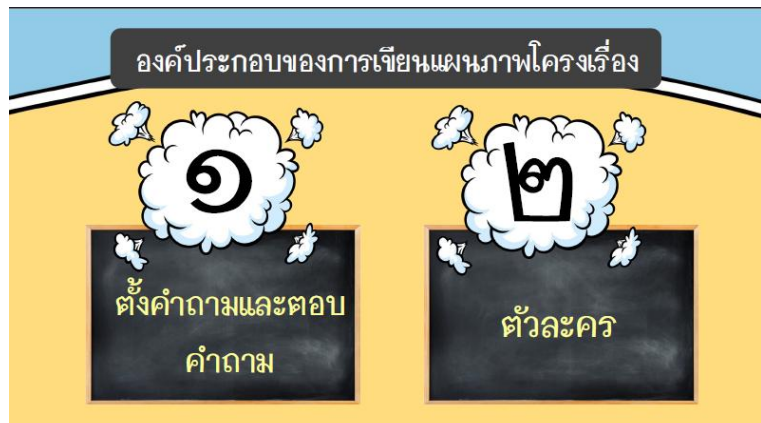 องค์ประกอบของการเขียนแผนภาพโครงเรื่อง
๑
ตั้งคำถามและตอบ
คำถาม
๒
ตัวละคร